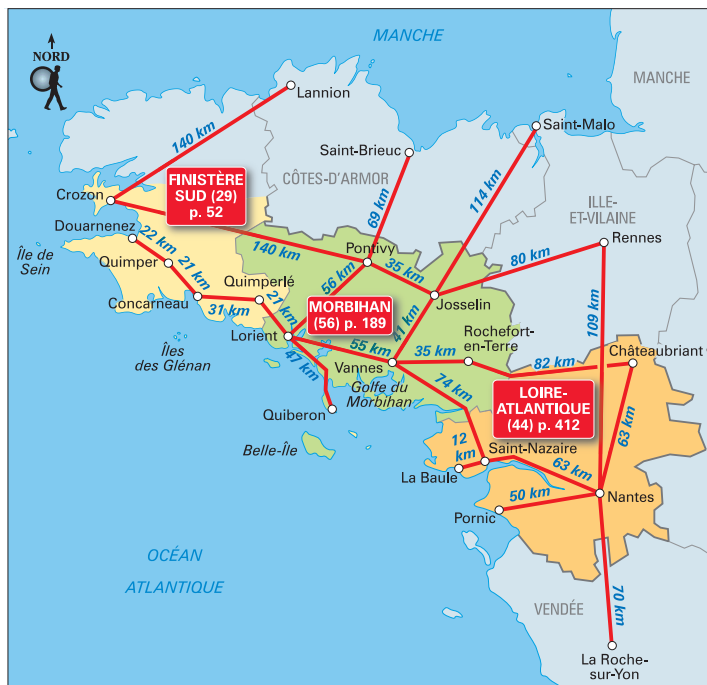 MANCHE
NORD
MANCHE
Lannion
Saint-Malo
140 km
Saint-Brieuc
114 km
FINISTÈRE
SUD (29)
p. 52
CÔTES-D'ARMOR
Crozon
69 km
ILLE-
ET-VILAINE
Douarnenez
Rennes
Île de
Sein
22 km
140 km
Pontivy
80 km
Quimper
21 km
35 km
Quimperlé
56 km
Josselin
Concarneau
31 km
27 km
MORBIHAN
(56) p. 189
41 km
109 km
Îles
des Glénan
Lorient
55 km
Rochefort-
en-Terre
Vannes
35 km
82 km
Châteaubriant
47 km
Golfe du
Morbihan
74 km
LOIRE-
ATLANTIQUE
(44) p. 412
63 km
Quiberon
Belle-Île
12
km
Saint-Nazaire
La Baule
63 km
50 km
Nantes
Pornic
OCÉAN
ATLANTIQUE
70 km
VENDÉE
La Roche-
sur-Yon